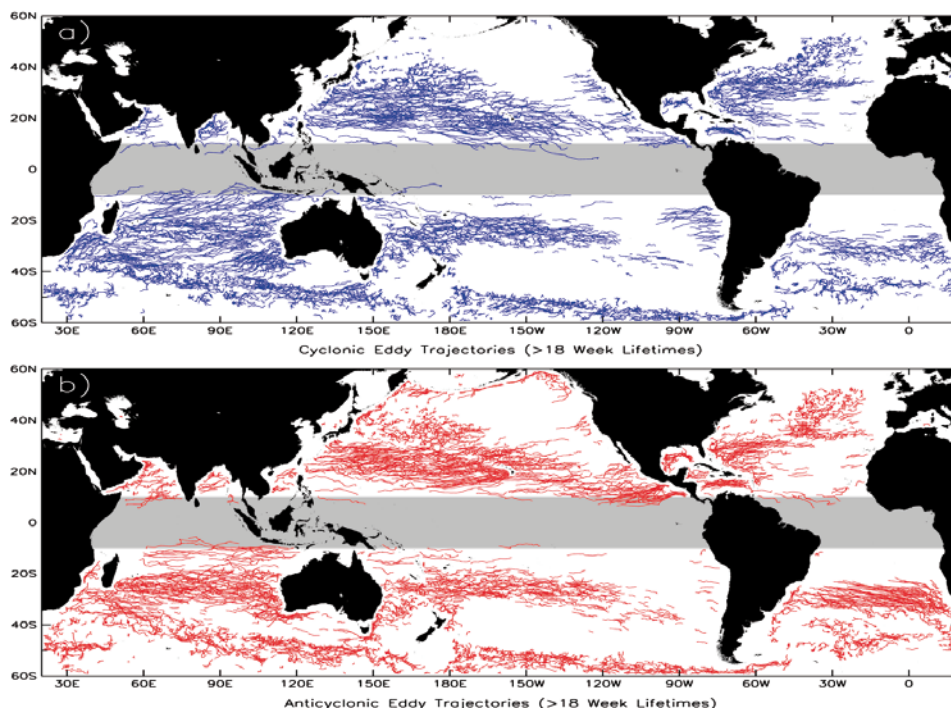 a)
60N
40N
20N
0
20S
40S
60S
30E 60E 90E 120E 150E 180E 150W 120W 90W 60W 30W 0
Cyclonic Eddy Trajectories (>18 Week Lifetimes)
b)
60N
40N
20N
0
20S
40S
60S
30E 60E 90E 120E 150E 180E 150W 120W 90W 60W 30W 0
Anticyclonic Eddy Trajectories (>18 Week Lifetimes)